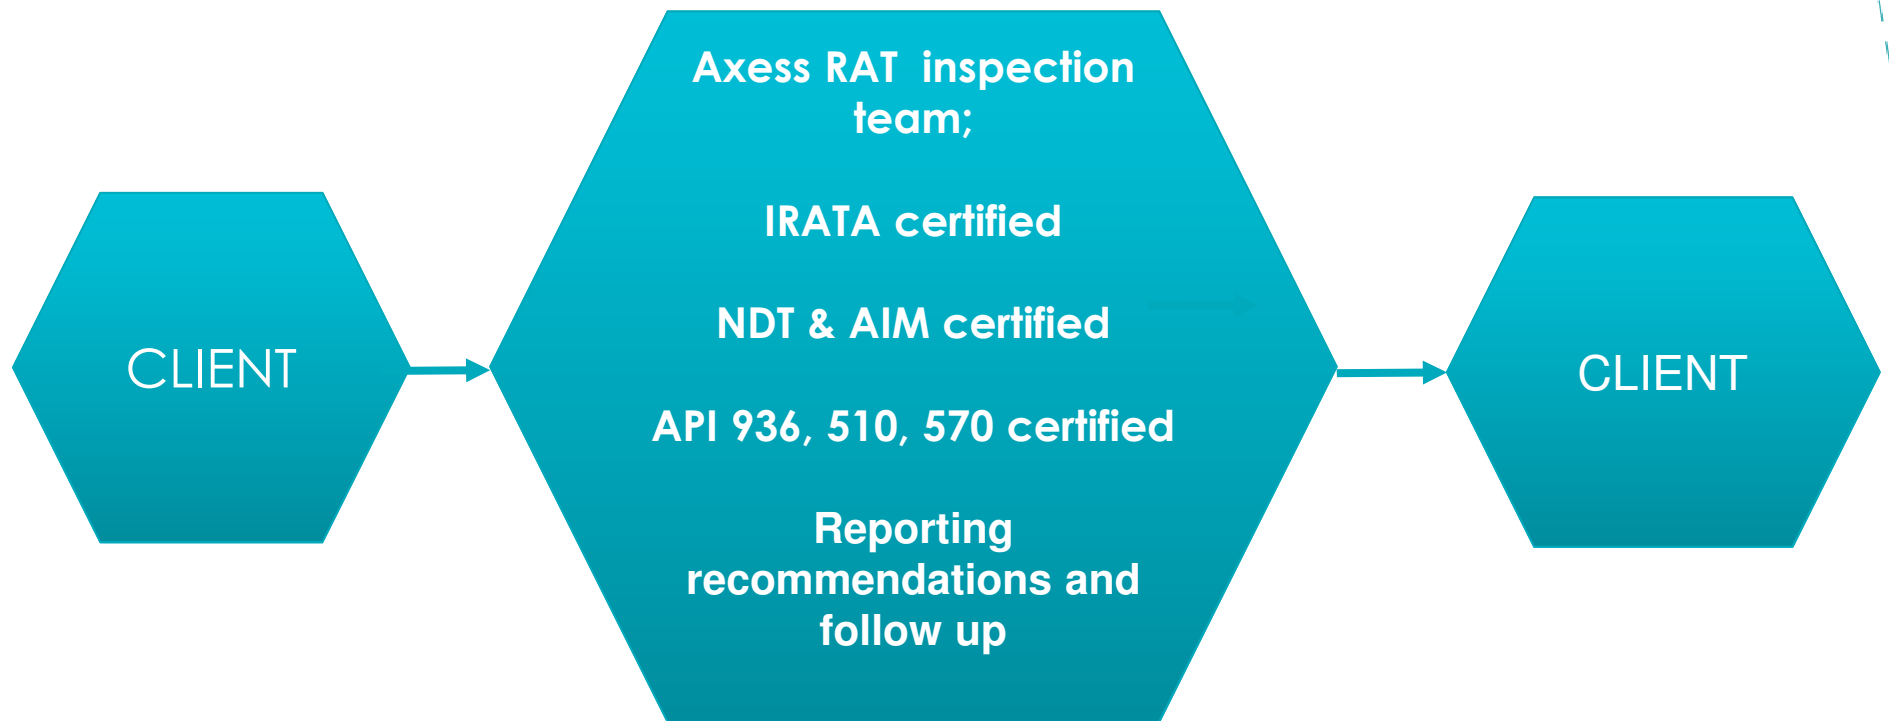 CLIENT
Axess RAT inspection
team;
IRATA certified
NDT & AIM certified
API 936, 510, 570 certified
Reporting
recommendations and
follow up
CLIENT